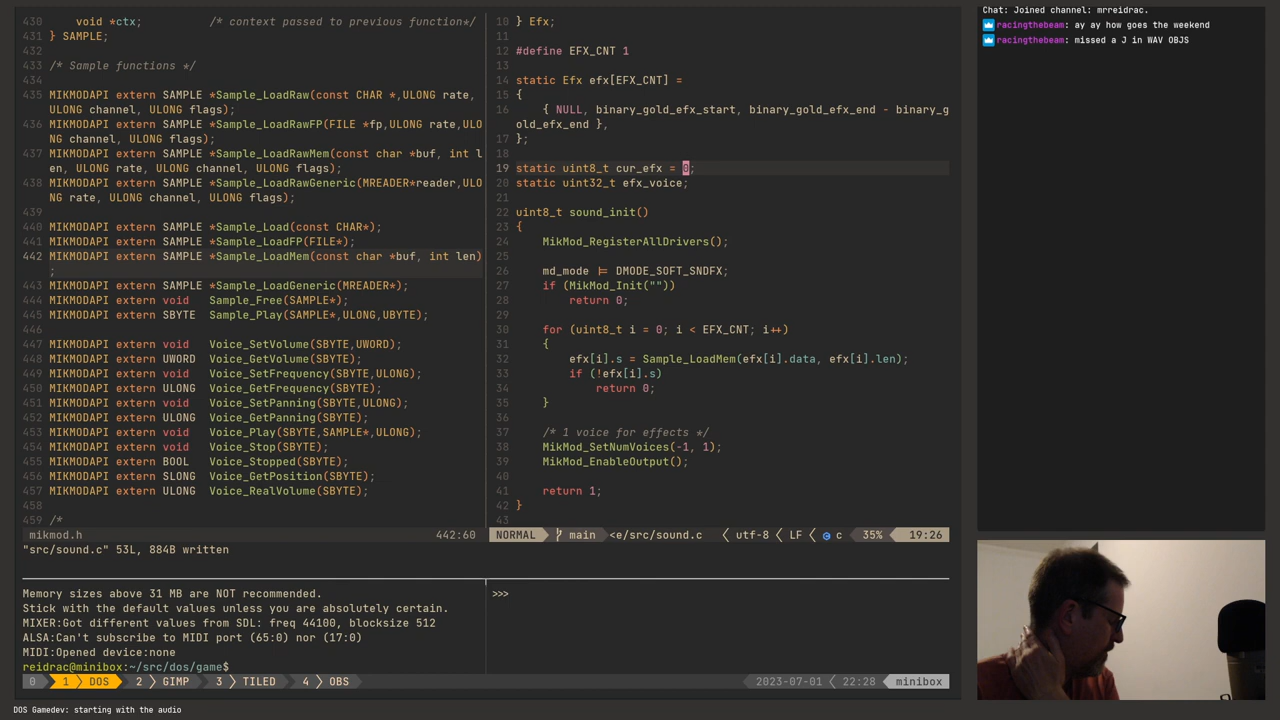 430     void *ctx;          /* context passed to previous function*/
431 } SAMPLE;
432
433 /* Sample functions */
434
435 MIKMODAPI extern SAMPLE *Sample_LoadRaw(const CHAR *,ULONG rate,
ULONG channel, ULONG flags);
436 MIKMODAPI extern SAMPLE *Sample_LoadRawFP(FILE *fp,ULONG rate,ULO
NG channel, ULONG flags);
437 MIKMODAPI extern SAMPLE *Sample_LoadRawMem(const char *buf, int l
en, ULONG rate, ULONG channel, ULONG flags);
438 MIKMODAPI extern SAMPLE *Sample_LoadRawGeneric(MREADER*reader,ULO
NG rate, ULONG channel, ULONG flags);
439
440 MIKMODAPI extern SAMPLE *Sample_Load(const CHAR*);
441 MIKMODAPI extern SAMPLE *Sample_LoadFP(FILE*);
442 MIKMODAPI extern SAMPLE *Sample_LoadMem(const char *buf, int len)
;
443 MIKMODAPI extern SAMPLE *Sample_LoadGeneric(MREADER*);
444 MIKMODAPI extern void   Sample_Free(SAMPLE*);
445 MIKMODAPI extern SBYTE  Sample_Play(SAMPLE*,ULONG,UBYTE);
446
447 MIKMODAPI extern void   Voice_SetVolume(SBYTE,UWORD);
448 MIKMODAPI extern UWORD  Voice_GetVolume(SBYTE);
449 MIKMODAPI extern void   Voice_SetFrequency(SBYTE,ULONG);
450 MIKMODAPI extern ULONG  Voice_GetFrequency(SBYTE);
451 MIKMODAPI extern void   Voice_SetPanning(SBYTE,ULONG);
452 MIKMODAPI extern ULONG  Voice_GetPanning(SBYTE);
453 MIKMODAPI extern void   Voice_Play(SBYTE,SAMPLE*,ULONG);
454 MIKMODAPI extern void   Voice_Stop(SBYTE);
455 MIKMODAPI extern BOOL   Voice_Stopped(SBYTE);
456 MIKMODAPI extern SLONG  Voice_GetPosition(SBYTE);
457 MIKMODAPI extern ULONG  Voice_RealVolume(SBYTE);
458
459 /*
mikmod.h 442:60
"src/sound.c" 53L, 884B written
10 } Efx;
11
12 #define EFX_CNT 1
13
14 static Efx efx[EFX_CNT] =
15 {
16     { NULL, binary_gold_efx_start, binary_gold_efx_end - binary_g
old_efx_end },
17 };
18
19 static uint8_t cur_efx = 0;
20 static uint32_t efx_voice;
21
22 uint8_t sound_init()
23 {
24     MikMod_RegisterAllDrivers();
25
26     md_mode |= DMODE_SOFT_SNDFX;
27     if (MikMod_Init(""))
28         return 0;
29
30     for (uint8_t i = 0; i < EFX_CNT; i++)
31     {
32         efx[i].s = Sample_LoadMem(efx[i].data, efx[i].len);
33         if (!efx[i].s)
34             return 0;
35     }
36
37     /* 1 voice for effects */
38     MikMod_SetNumVoices(-1, 1);
39     MikMod_EnableOutput();
40
41     return 1;
42 }
43
NORMAL main <e/src/sound.c utf-8 LF c 35% 19:26
Memory sizes above 31 MB are NOT recommended.
Stick with the default values unless you are absolutely certain.
MIXER:Got different values from SDL: freq 44100, blocksize 512
ALSA:Can't subscribe to MIDI port (65:0) nor (17:0)
MIDI:Opened device:none
reidrac@minibox:~/src/dos/game$
>>>
0 1 DOS 2 GIMP 3 TILED 4 OBS 2023-07-01 22:28 minibox
Chat: Joined channel: mrreidrac.
racingthebeam: ay ay how goes the weekend
racingthebeam: missed a J in WAV OBJS
DOS Gamedev: starting with the audio